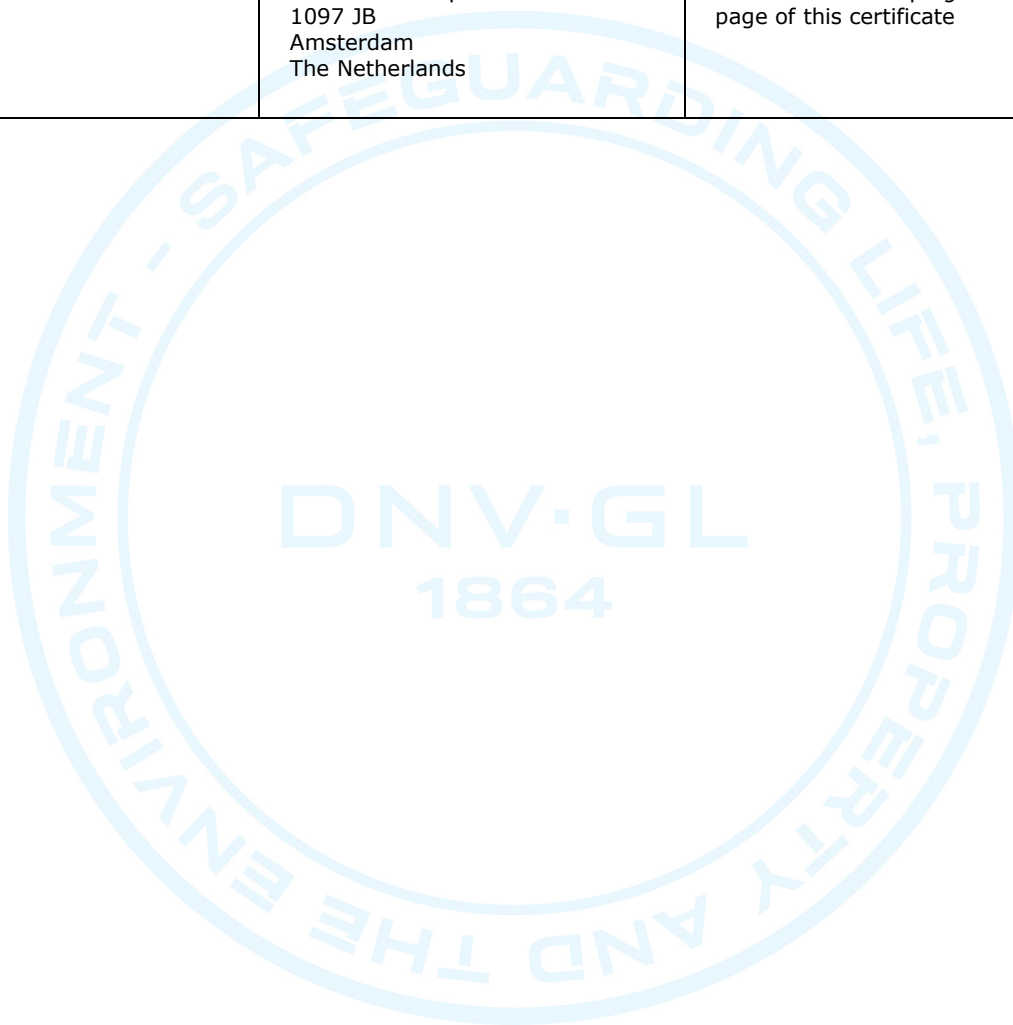 1097 JB
Amsterdam
The Netherlands
page of this certificate
SAFEGUARDING LIFE, PROPERTY AND THE ENVIRONMENT -
DNV·GL
1864